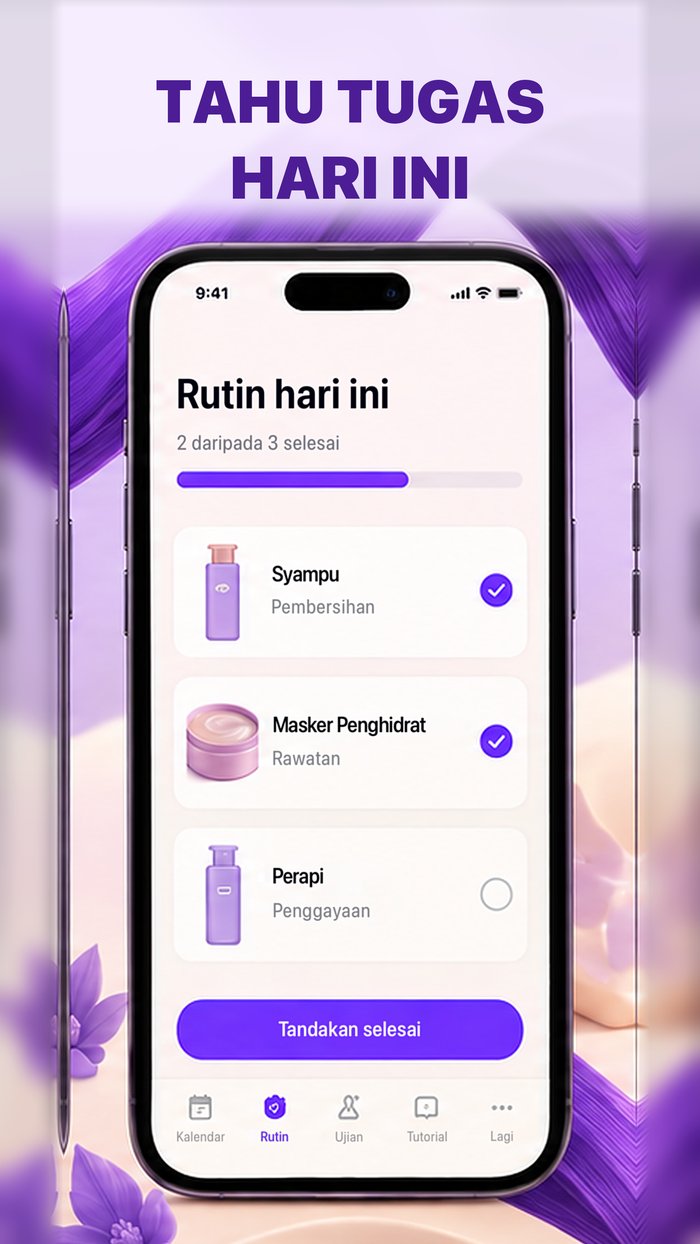 TAHU TUGAS
HARI INI
9:41
Rutin hari ini
2 daripada 3 selesai
Syampu
Pembersihan
Masker Penghidrat
Rawatan
Perapi
Penggayaan
Tandakan selesai
Kalendar
Rutin
Ujian
Tutorial
Lagi